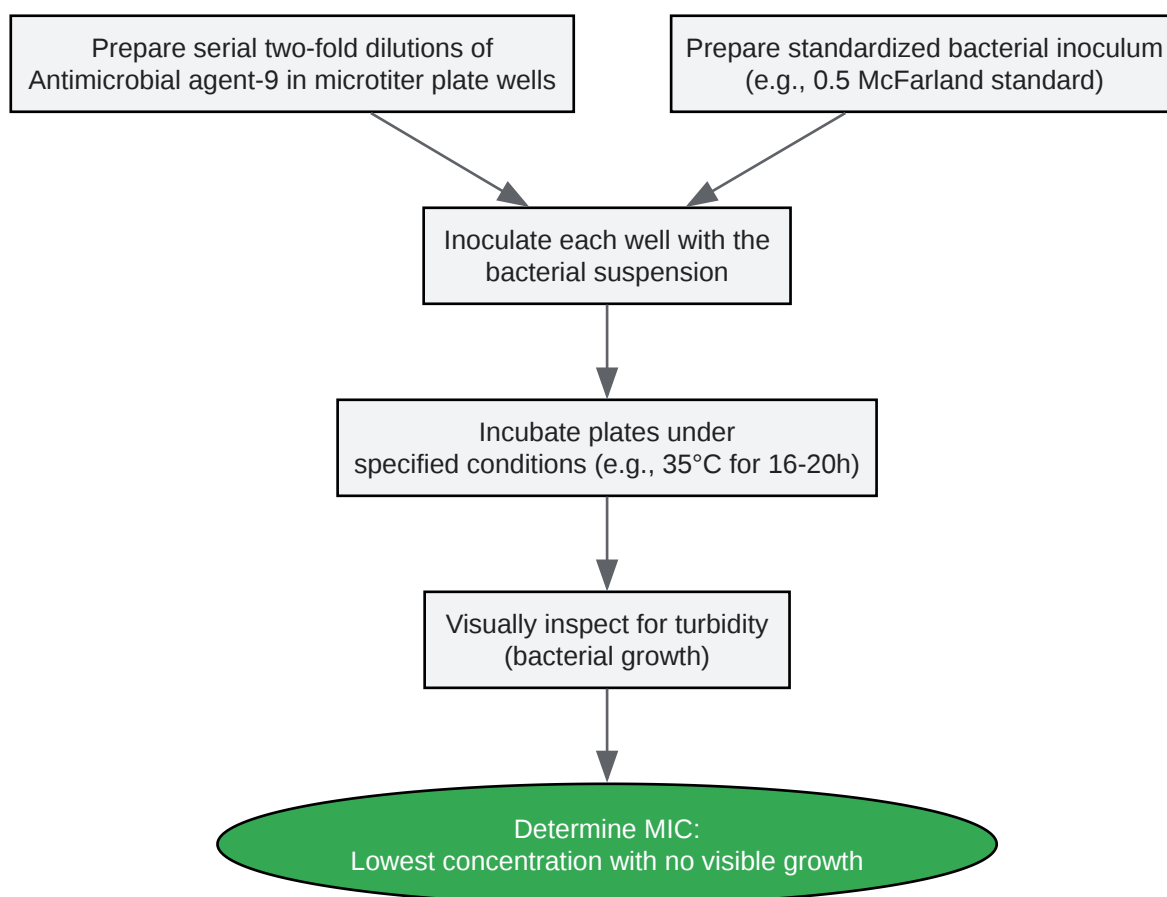 Prepare serial two-fold dilutions of
Antimicrobial agent-9 in microtiter plate wells
Prepare standardized bacterial inoculum
(e.g., 0.5 McFarland standard)
Inoculate each well with the
bacterial suspension
Incubate plates under
specified conditions (e.g., 35°C for 16-20h)
Visually inspect for turbidity
(bacterial growth)
Determine MIC:
Lowest concentration with no visible growth